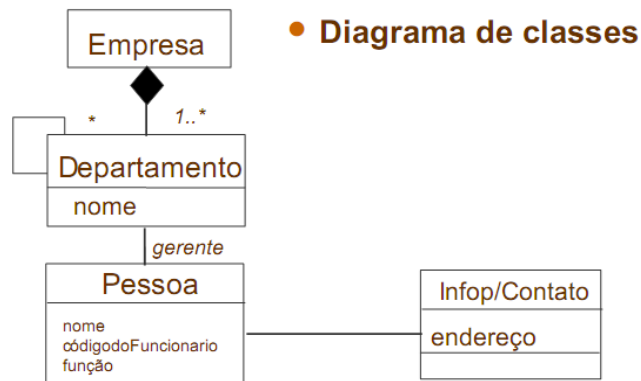 Empresa
Diagrama de classes
* 1..*
Departamento
nome
gerente
Pessoa
nome
códigodoFuncionario
função
Infop/Contato
endereço